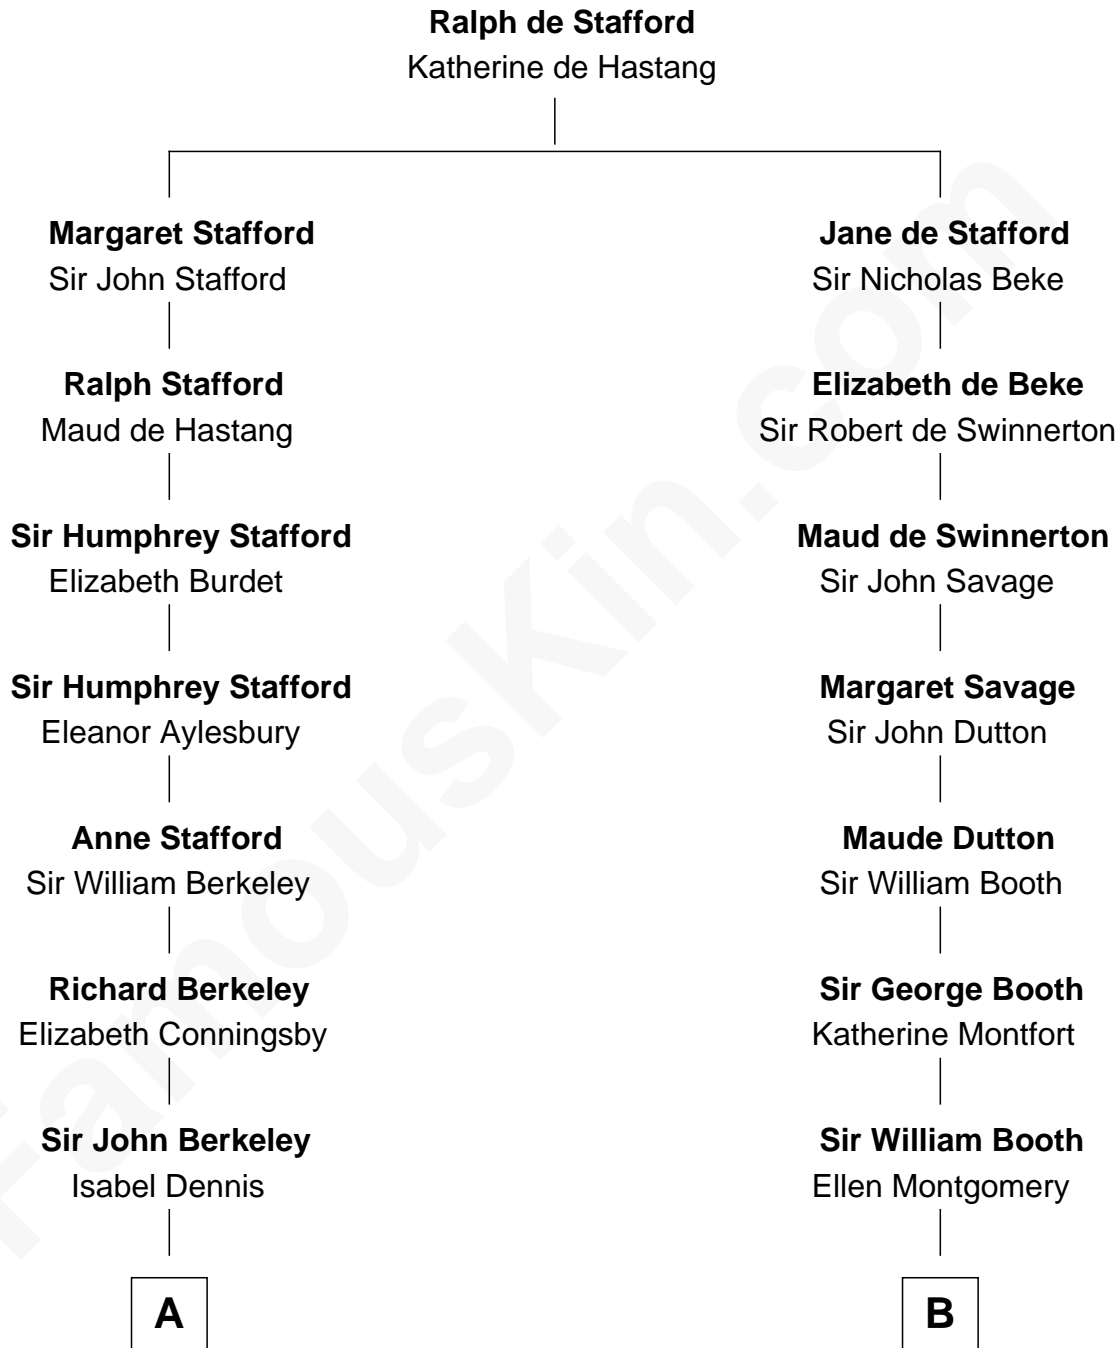 Ralph de Stafford
Katherine de Hastang
Margaret Stafford
Sir John Stafford
Ralph Stafford
Maud de Hastang
Sir Humphrey Stafford
Elizabeth Burdet
Sir Humphrey Stafford
Eleanor Aylesbury
Anne Stafford
Sir William Berkeley
Richard Berkeley
Elizabeth Conningsby
Sir John Berkeley
Isabel Dennis
A
Jane de Stafford
Sir Nicholas Beke
Elizabeth de Beke
Sir Robert de Swinnerton
Maud de Swinnerton
Sir John Savage
Margaret Savage
Sir John Dutton
Maude Dutton
Sir William Booth
Sir George Booth
Katherine Montfort
Sir William Booth
Ellen Montgomery
B
FamousKin.com